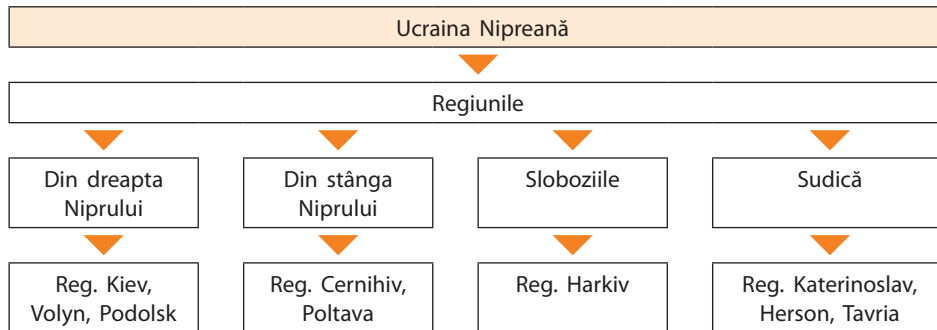 Ucraina Nipreană
Regiunile
Din dreapta
Niprului
Din stânga
Niprului
Sloboziile
Sudică
Reg. Kiev,
Volyn, Podolsk
Reg. Cernihiv,
Poltava
Reg. Harkiv
Reg. Katerinoslav,
Herson, Tavria